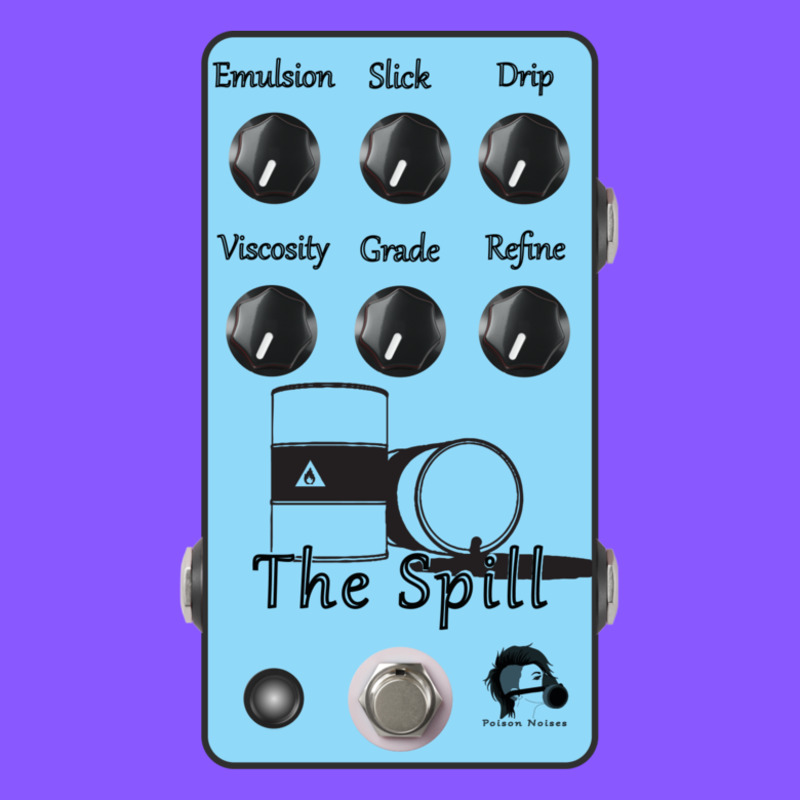 Emulsion Slick Drip
Viscosity Grade Refine
The Spill
Poison Noises